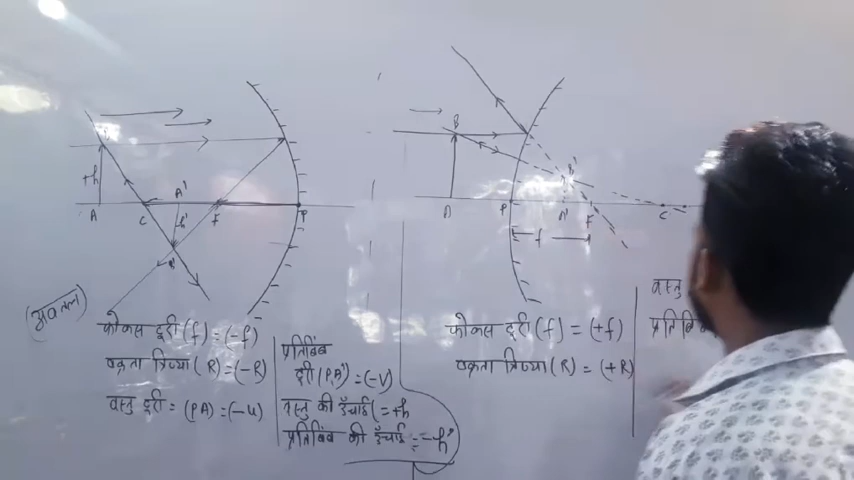 +h
A
C
A'
h'
F
P
B'
(अवतल)
फोकस दूरी (f) = (-f)
वक्रता त्रिज्या (R) = (-R)
वस्तु दूरी = (PA) = (-u)
प्रतिबिंब
दूरी (PA') = (-v)
वस्तु की ऊँचाई = +h
प्रतिबिंब की ऊँचाई = -h'
B
B'
A
P
A'
F
C
f
फोकस दूरी (f) = (+f)
वक्रता त्रिज्या (R) = (+R)
वस्तु
प्रतिबि